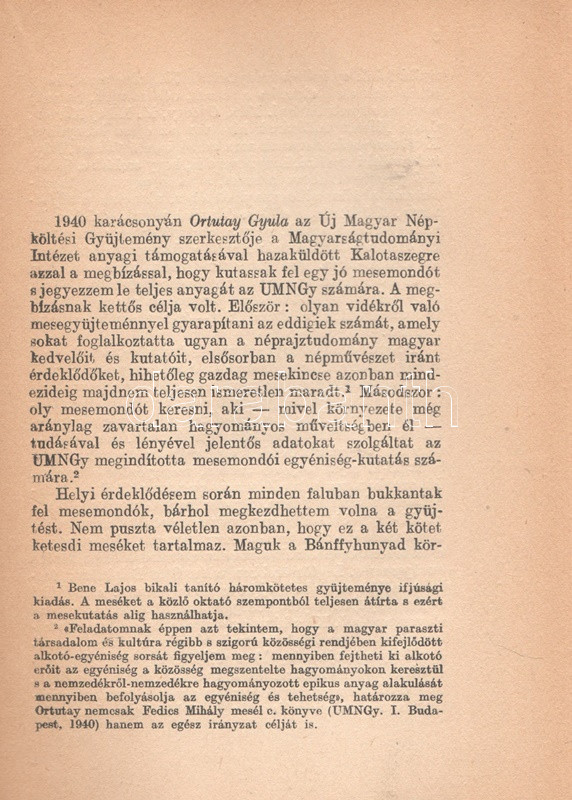 1940 karácsonyán Ortutay Gyula az Új Magyar Nép-
költési Gyüjtemény szerkesztője a Magyarságtudományi
Intézet anyagi támogatásával hazaküldött Kalotaszegre
azzal a megbízással, hogy kutassak fel egy jó mesemondót
s jegyezzem le teljes anyagát az UMNGy számára. A meg-
bízásnak kettős célja volt. Először : olyan vidékről való
mesegyüjteménnyel gyarapítani az eddigiek számát, amely
sokat foglalkoztatta ugyan a néprajztudomány magyar
kedvelőit és kutatóit, elsősorban a népművészet iránt
érdeklődőket, hihetőleg gazdag mesekincse azonban mind-
ezideig majdnem teljesen ismeretlen maradt.¹ Másodszor :
oly mesemondót keresni, aki — mivel környezete még
aránylag zavartalan hagyományos műveltségben él —
tudásával és lényével jelentős adatokat szolgáltat az
UMNGy megindította mesemondói egyéniség-kutatás szá-
mára.²
Helyi érdeklődésem során minden faluban bukkantak
fel mesemondók, bárhol megkezdhettem volna a gyüj-
tést. Nem puszta véletlen azonban, hogy ez a két kötet
ketesdi meséket tartalmaz. Maguk a Bánffyhunyad kör-
¹ Bene Lajos bikali tanító háromkötetes gyüjteménye ifjúsági
kiadás. A meséket a közlő oktató szempontból teljesen átírta s ezért
a mesekutatás alig használhatja.
² «Feladatomnak éppen azt tekintem, hogy a magyar paraszti
társadalom és kultúra régibb s szigorú közösségi rendjében kifejlődött
alkotó-egyéniség sorsát figyeljem meg : mennyiben fejtheti ki alkotó
erőit az egyéniség a közösség megszentelte hagyományokon keresztül
s a nemzedékről-nemzedékre hagyományozott epikus anyag alakulását
mennyiben befolyásolja az egyéniség és tehetség», határozza meg
Ortutay nemcsak Fedics Mihály mesél c. könyve (UMNGy. I. Buda-
pest, 1940) hanem az egész irányzat célját is.